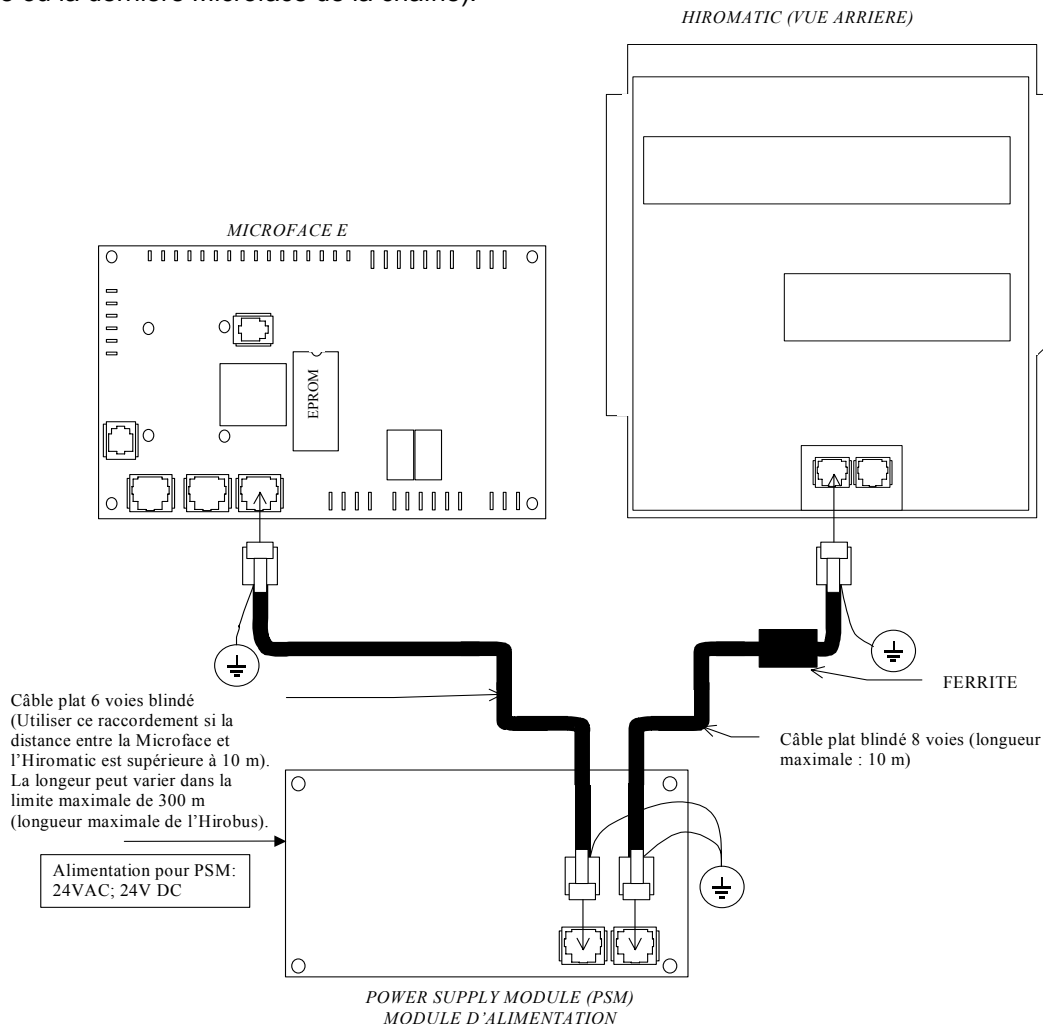 ou la dernière Microface de la chaîne).
HIROMATIC (VUE ARRIERE)
MICROFACE E
EPROM
FERRITE
Câble plat 6 voies blindé
(Utiliser ce raccordement si la
distance entre la Microface et
l'Hiromatic est supérieure à 10 m).
La longeur peut varier dans la
limite maximale de 300 m
(longueur maximale de l'Hirobus).
Câble plat blindé 8 voies (longueur
maximale : 10 m)
Alimentation pour PSM:
24VAC; 24V DC
POWER SUPPLY MODULE (PSM)
MODULE D'ALIMENTATION